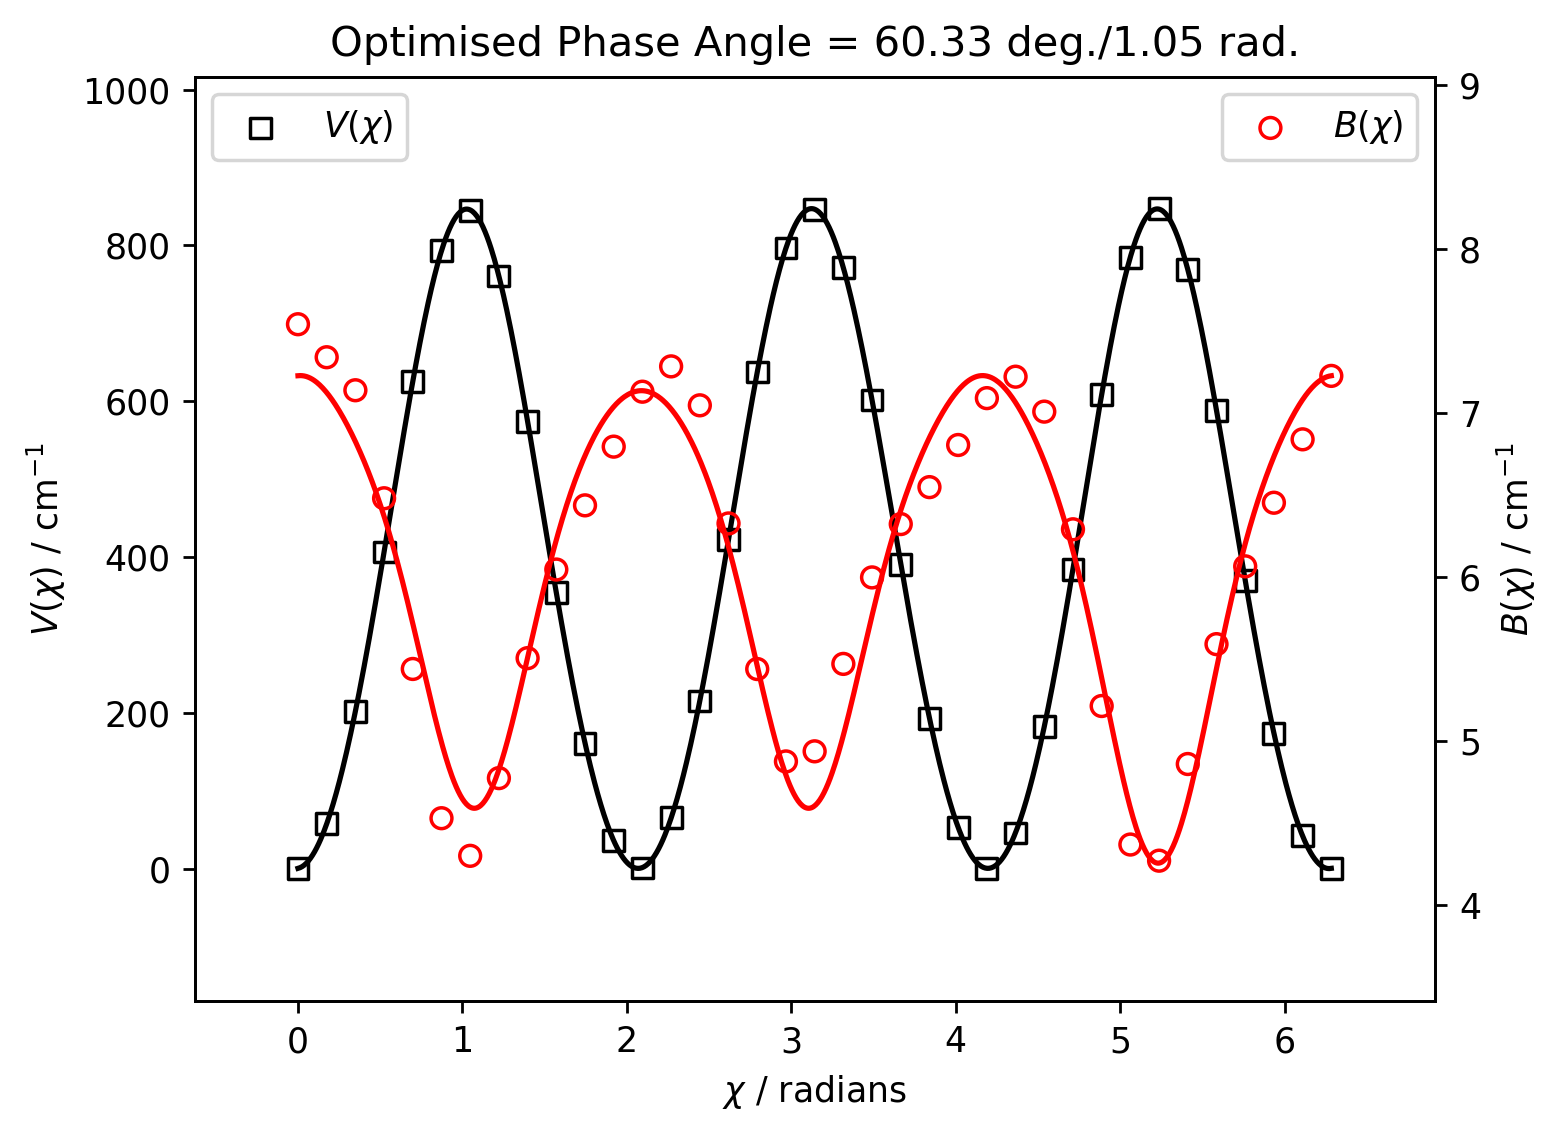 Optimised Phase Angle = 60.33 deg./1.05 rad.
V(χ)
B(χ)
1000
800
600
400
200
0
V(χ) / cm⁻¹
9
8
7
6
5
4
B(χ) / cm⁻¹
0 1 2 3 4 5 6
χ / radians